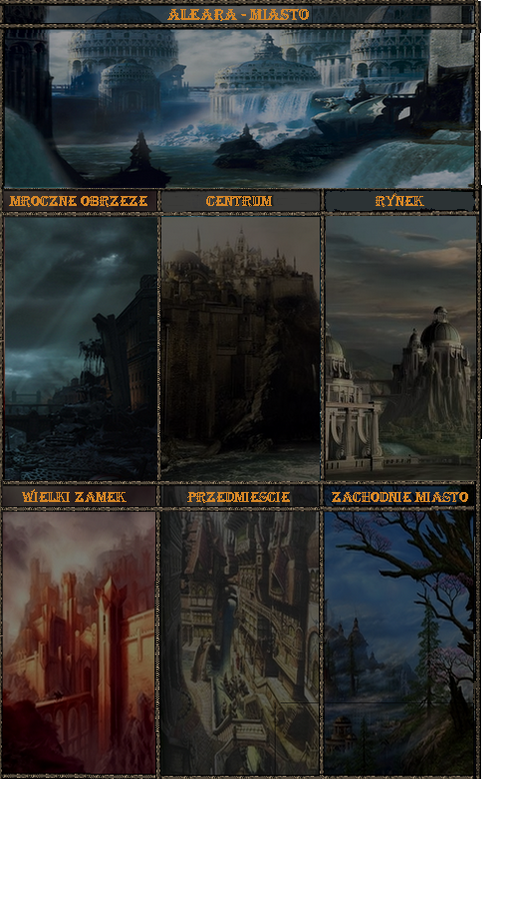 ALEARA - MIASTO
MROCZNE OBRZEZE
CENTRUM
RYNEK
WIELKI ZAMEK
PRZEDMIESCIE
ZACHODNIE MIASTO